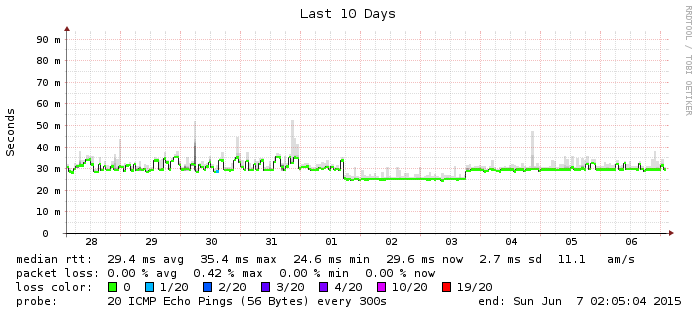 Last 10 Days
RRDTOOL / TOBI OETIKER
Seconds
90 m
80 m
70 m
60 m
50 m
40 m
30 m
20 m
10 m
0
28 29 30 31 01 02 03 04 05 06
median rtt: 29.4 ms avg 35.4 ms max 24.6 ms min 29.6 ms now 2.7 ms sd 11.1 am/s
packet loss: 0.00 % avg 0.42 % max 0.00 % min 0.00 % now
loss color: 0 1/20 2/20 3/20 4/20 10/20 19/20
probe: 20 ICMP Echo Pings (56 Bytes) every 300s end: Sun Jun 7 02:05:04 2015